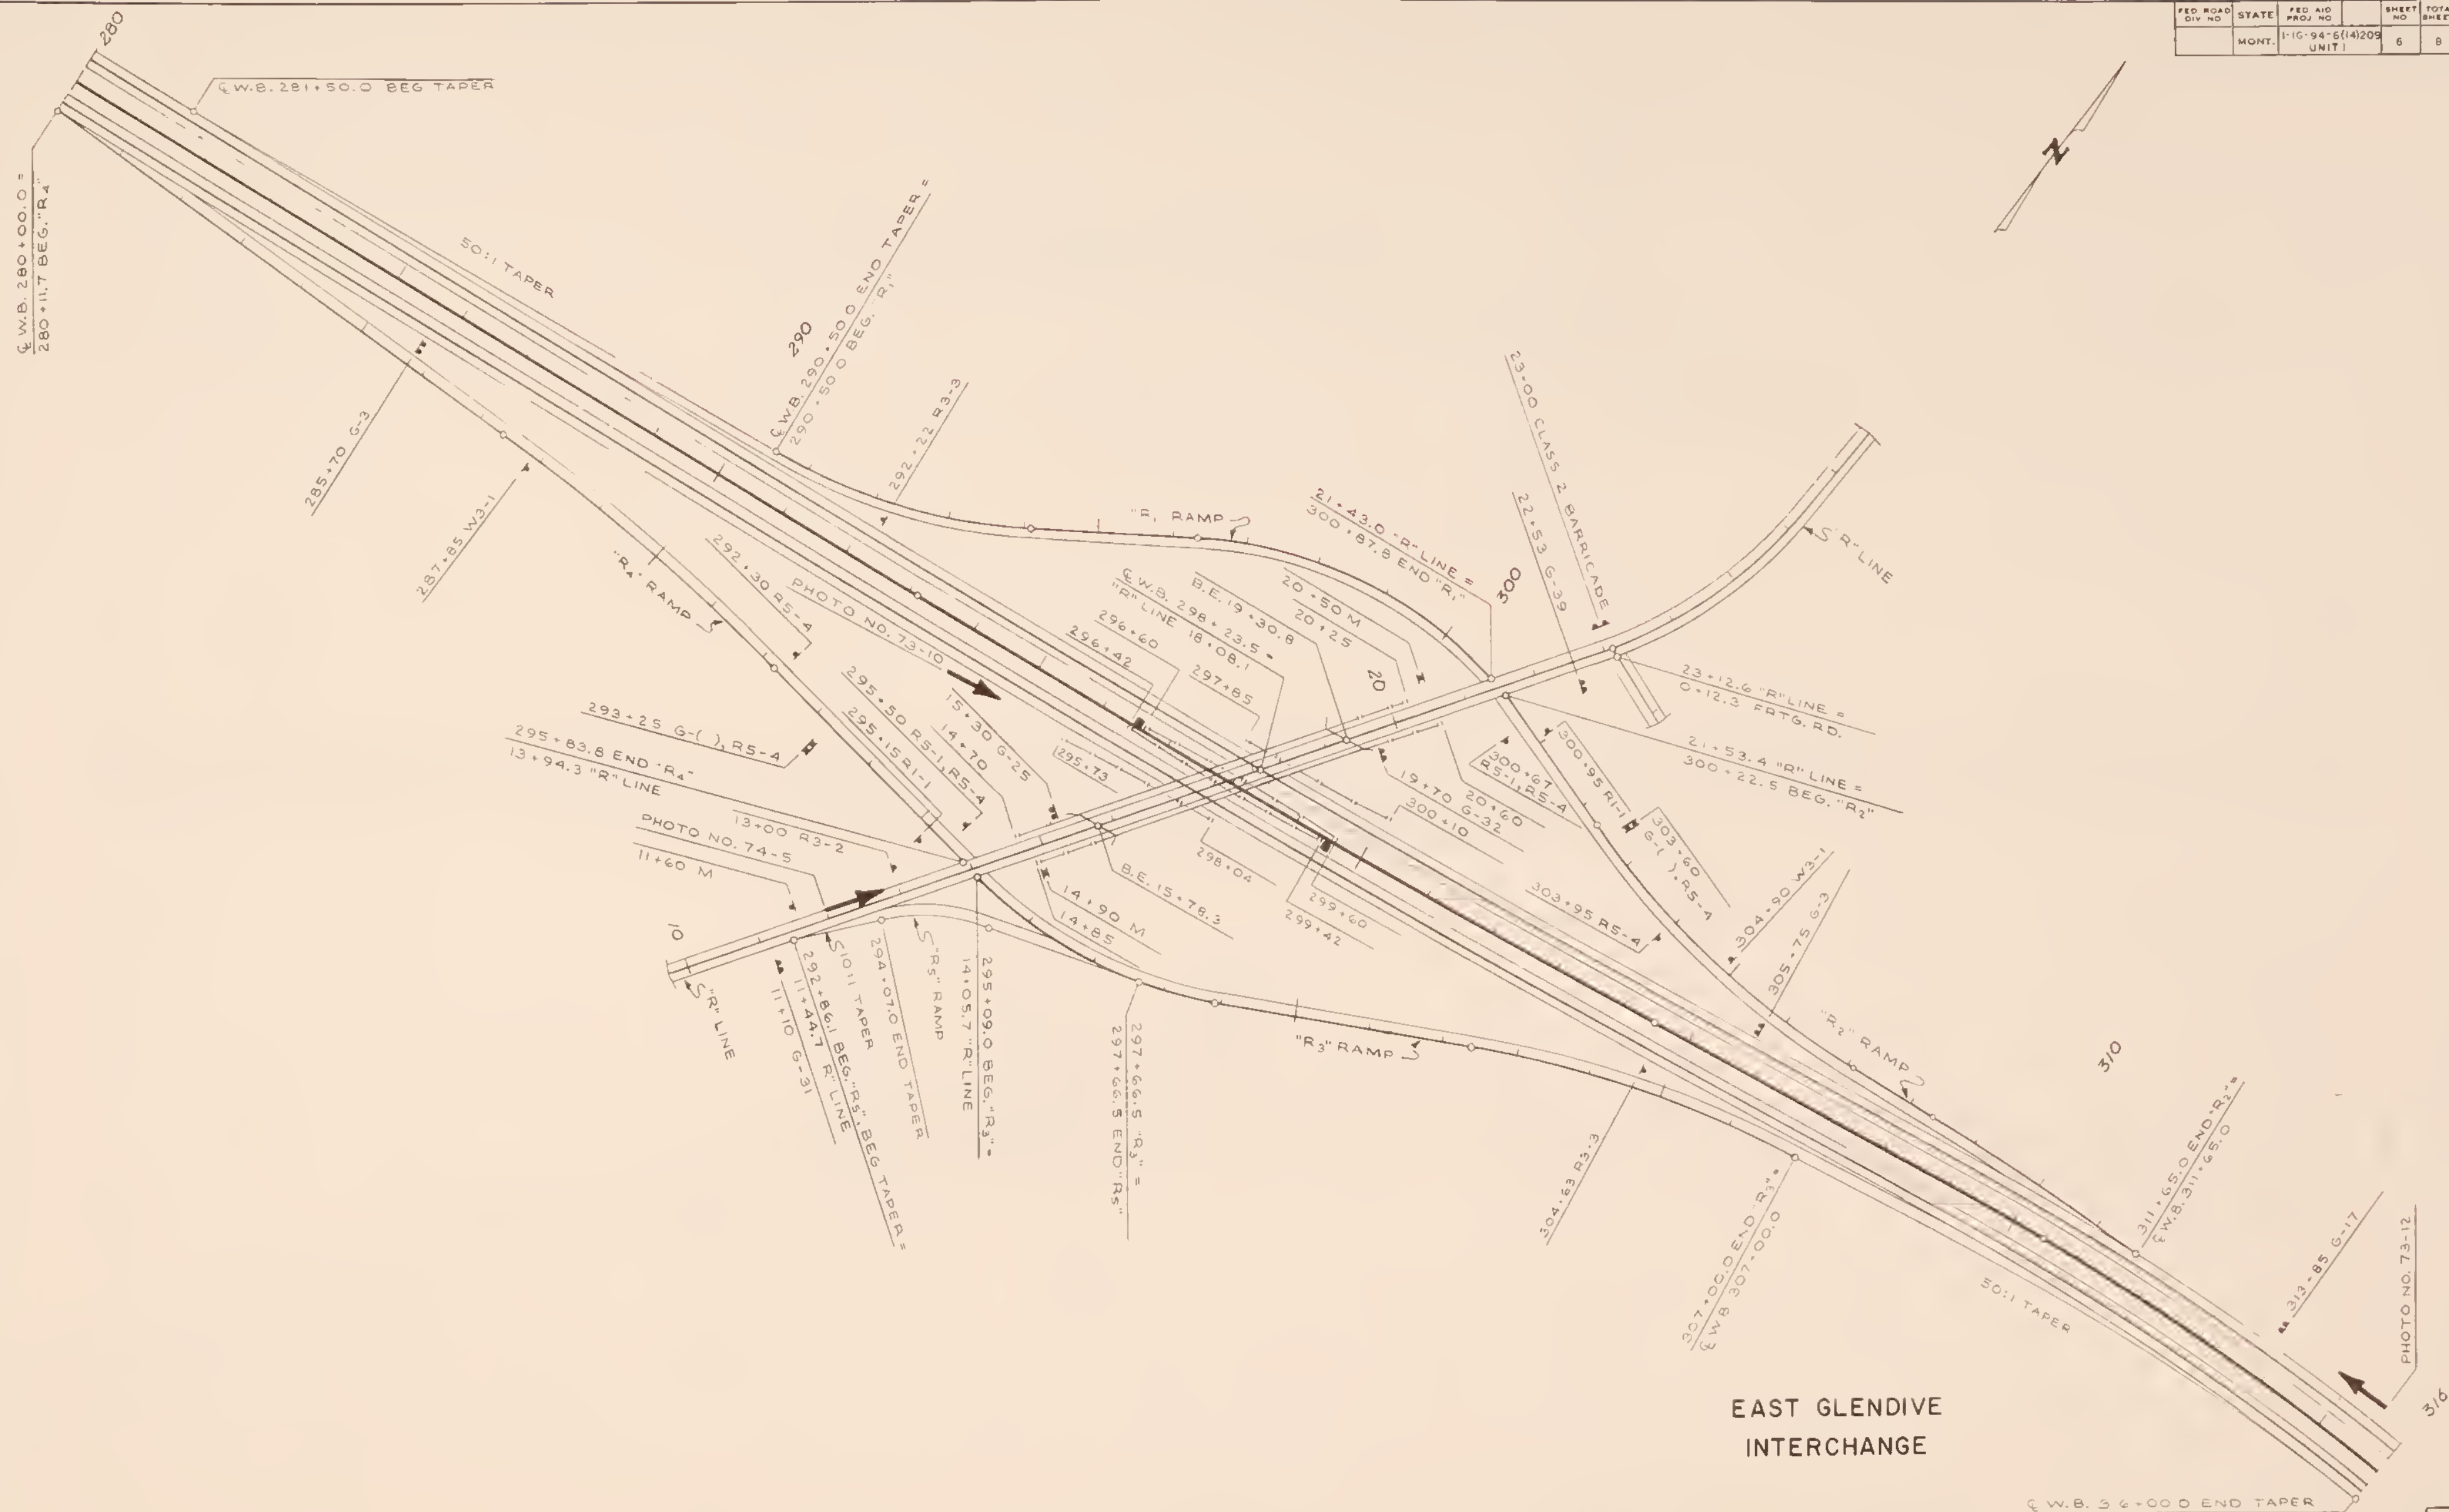 FED ROAD DIV NO
STATE
FED AID PROJ NO
SHEET NO
MONT.
I-IG-94-6(14)209
UNIT 1
6
8
280
℄ W.B. 281+50.0 BEG TAPER
℄ W.B. 280+00.0 =
280+11.7 BEG. "R4"
50:1 TAPER
290
℄ W.B. 290+50.0 END TAPER =
290+50.0 BEG. "R1"
292+22 R3-3
N
285+70 G-3
287+85 W3-1
"R4" RAMP
292+30 R5-4
PHOTO NO. 73-10
"R1 RAMP
21+43.0 "R" LINE =
300+87.8 END "R1"
300
23+00 CLASS 2 BARRICADE
22+53 G-39
"R" LINE
℄ W.B. 298+23.5 =
"R" LINE 18+08.1
B.E. 19+30.8
20+50 M
20+25
296+60
296+42
297+85
20
23+12.6 "R" LINE =
0+12.3 FRTG. RD.
21+53.4 "R" LINE =
300+22.5 BEG. "R2"
293+25 G-( ), R5-4
295+83.8 END "R4"
13+94.3 "R" LINE
295+50 R5-1, R5-4
295+15 R1-1
15+30 G-25
14+70
295+73
13+00 R3-2
PHOTO NO. 74-5
11+60 M
10
"R" LINE
11+10 G-31
292+86.1 BEG. "R5", BEG TAPER =
11+44.7 "R" LINE
10:1 TAPER
294+07.0 END TAPER
"R5" RAMP
295+09.0 BEG. "R3" =
14+05.7 "R" LINE
14+90 M
14+85
B.E. 15+78.3
298+04
299+60
299+42
19+70 G-32
300+10
20+60
300+67
R5-1, R5-4
300+95 R1-1
303+60
G-( ), R5-4
303+95 R5-4
304+90 W3-1
305+75 G-3
297+66.5 "R3" =
297+66.5 END "R5"
"R3" RAMP
"R2" RAMP
304+63 R3-3
307+00.0 END "R3" =
℄ W.B. 307+00.0
310
311+65.0 END "R2" =
℄ W.B. 311+65.0
313+85 G-17
PHOTO NO. 73-12
50:1 TAPER
316
EAST GLENDIVE
INTERCHANGE
END TAPER